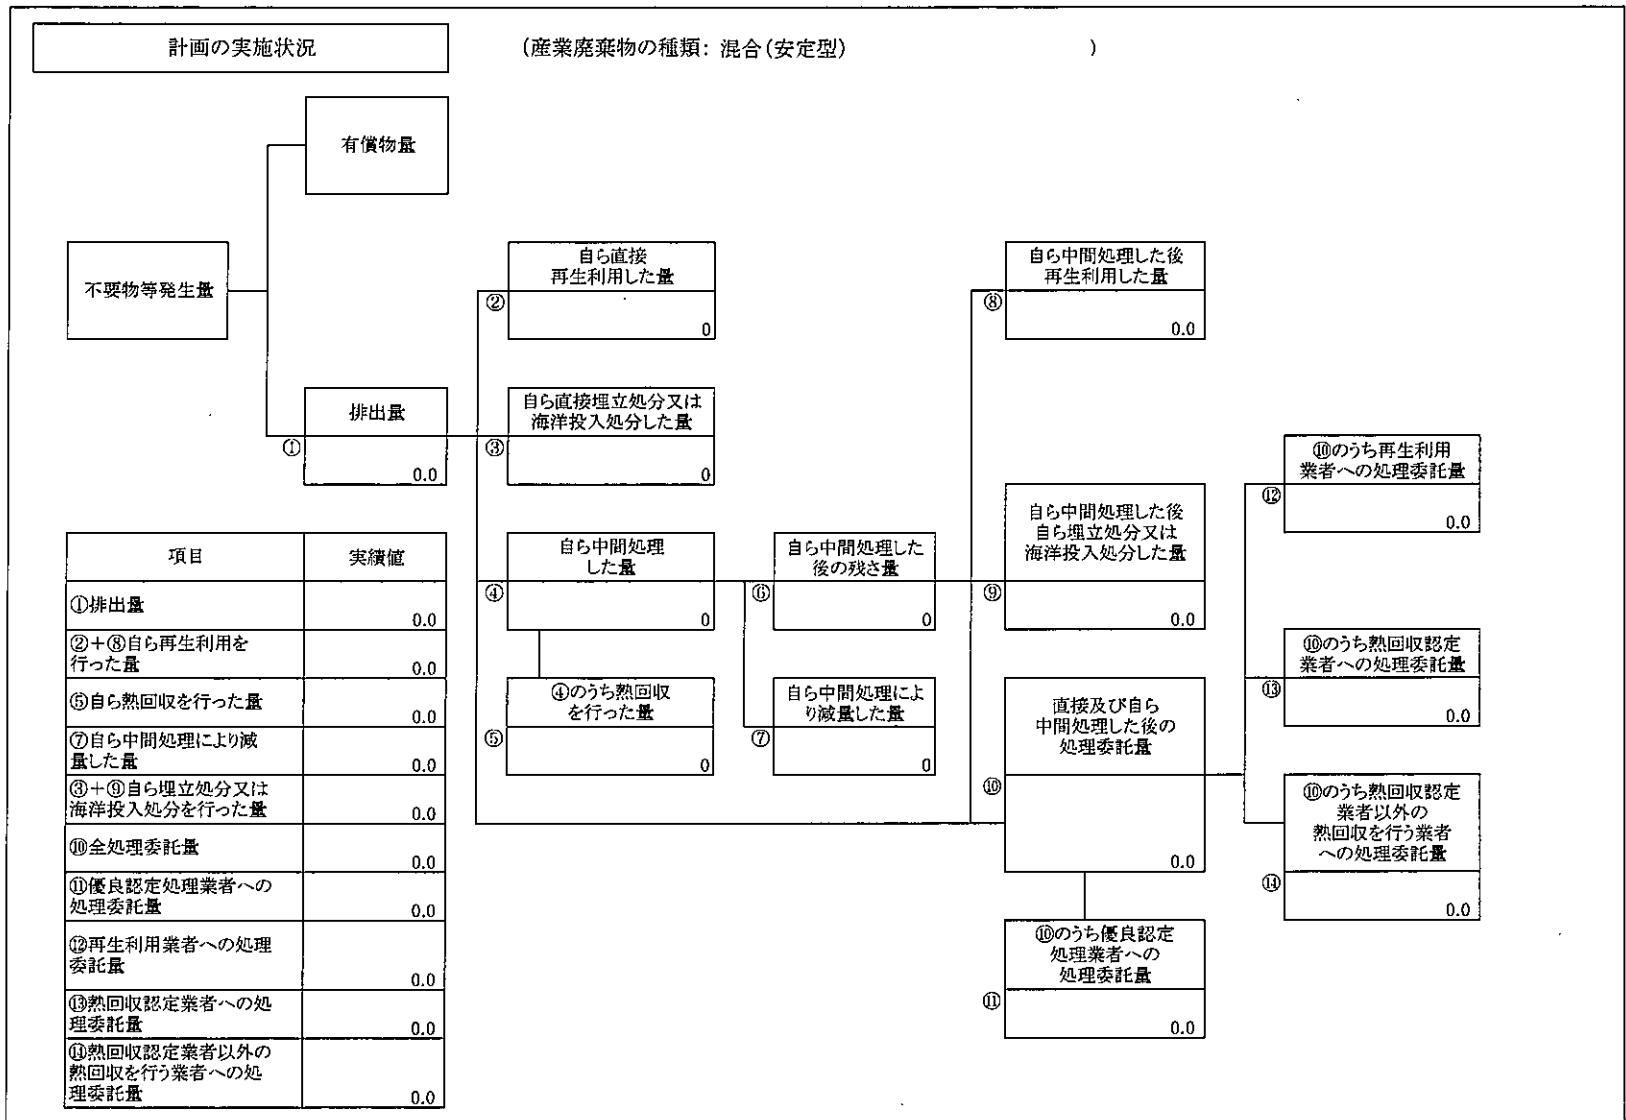 計画の実施状況
(産業廃棄物の種類: 混合(安定型) )
有償物量
不要物等発生量
自ら直接
再生利用した量
②
0
自ら中間処理した後
再生利用した量
⑧
0.0
排出量
①
0.0
自ら直接埋立処分又は
海洋投入処分した量
③
0
⑩のうち再生利用
業者への処理委託量
⑫
0.0
自ら中間処理
した量
④
0
自ら中間処理した
後の残さ量
⑥
0
自ら中間処理した後
自ら埋立処分又は
海洋投入処分した量
⑨
0.0
⑩のうち熱回収認定
業者への処理委託量
⑬
0.0
④のうち熱回収
を行った量
⑤
0
自ら中間処理によ
り減量した量
⑦
0
直接及び自ら
中間処理した後の
処理委託量
⑩
0.0
⑩のうち熱回収認定
業者以外の
熱回収を行う業者
への処理委託量
⑭
0.0
⑩のうち優良認定
処理業者への
処理委託量
⑪
0.0
項目 実績値
①排出量
0.0
②+⑧自ら再生利用を
行った量 0.0
⑤自ら熱回収を行った量
0.0
⑦自ら中間処理により減
量した量 0.0
③+⑨自ら埋立処分又は
海洋投入処分を行った量 0.0
⑩全処理委託量
0.0
⑪優良認定処理業者への
処理委託量 0.0
⑫再生利用業者への処理
委託量 0.0
⑬熱回収認定業者への処
理委託量 0.0
⑭熱回収認定業者以外の
熱回収を行う業者への処
理委託量 0.0